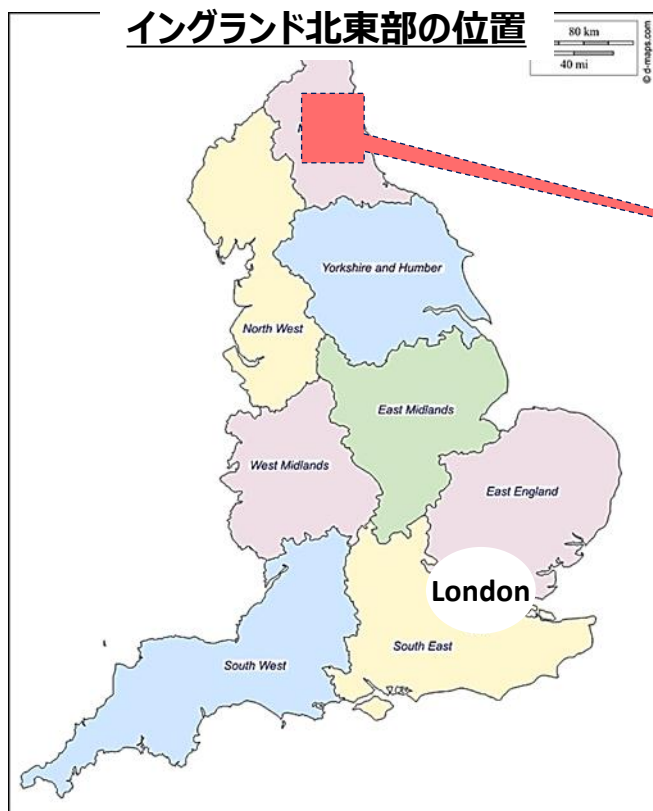 イングランド北東部の位置
80 km
40 mi
© d-maps.com
Yorkshire and Humber
North West
East Midlands
West Midlands
East England
London
South East
South West